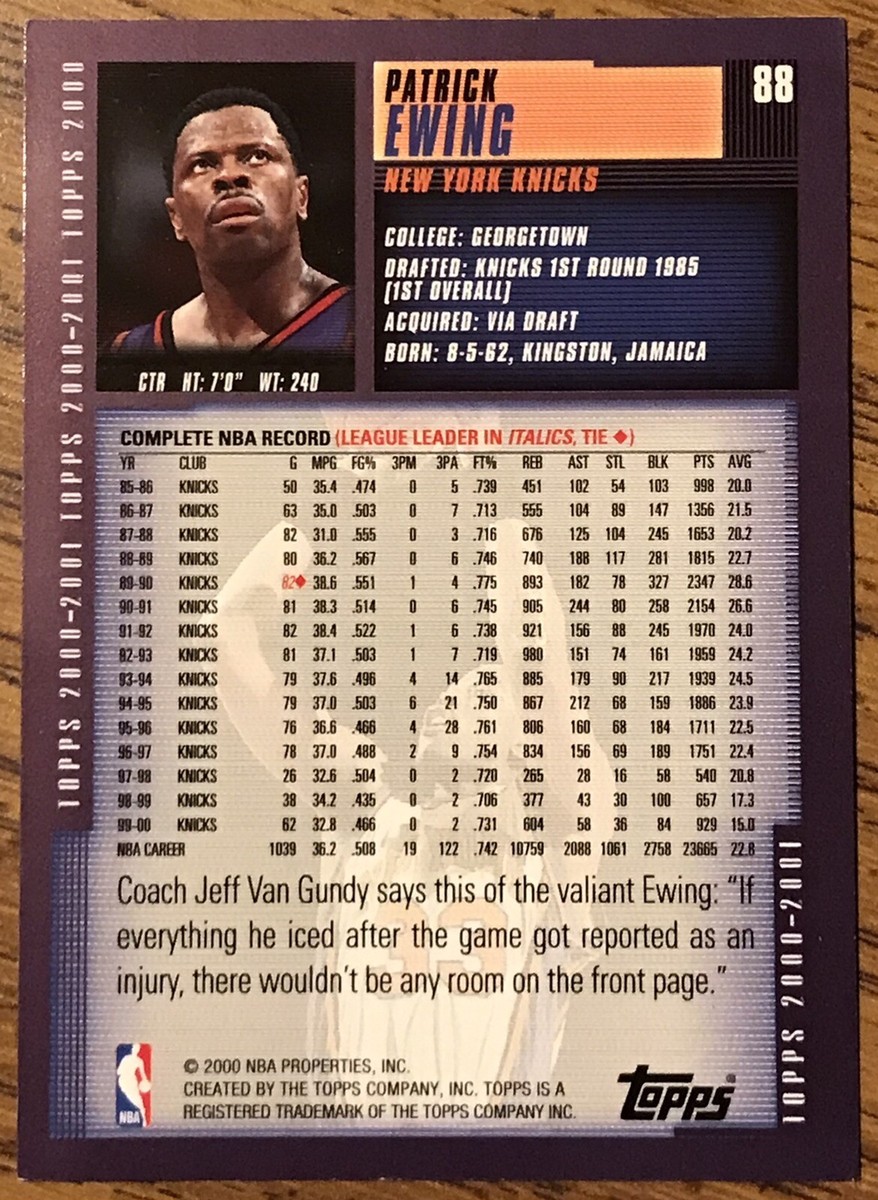 88
PATRICK
EWING
NEW YORK KNICKS
COLLEGE: GEORGETOWN
DRAFTED: KNICKS 1ST ROUND 1985
(1ST OVERALL)
ACQUIRED: VIA DRAFT
BORN: 8-5-62, KINGSTON, JAMAICA
CTR HT: 7'0" WT: 240
COMPLETE NBA RECORD (LEAGUE LEADER IN ITALICS, TIE ♦)
YR CLUB G MPG FG% 3PM 3PA FT% REB AST STL BLK PTS AVG
85-86 KNICKS 50 35.4 .474 0 5 .739 451 102 54 103 998 20.0
86-87 KNICKS 63 35.0 .503 0 7 .713 555 104 89 147 1356 21.5
87-88 KNICKS 82 31.0 .555 0 3 .716 676 125 104 245 1653 20.2
88-89 KNICKS 80 36.2 .567 0 6 .746 740 188 117 281 1815 22.7
89-90 KNICKS 82♦ 38.6 .551 1 4 .775 893 182 78 327 2347 28.6
90-91 KNICKS 81 38.3 .514 0 6 .745 905 244 80 258 2154 26.6
91-92 KNICKS 82 38.4 .522 1 6 .738 921 156 88 245 1970 24.0
92-93 KNICKS 81 37.1 .503 1 7 .719 980 151 74 161 1959 24.2
93-94 KNICKS 79 37.6 .496 4 14 .765 885 179 90 217 1939 24.5
94-95 KNICKS 79 37.0 .503 6 21 .750 867 212 68 159 1886 23.9
95-96 KNICKS 76 36.6 .466 4 28 .761 806 160 68 184 1711 22.5
96-97 KNICKS 78 37.0 .488 2 9 .754 834 156 69 189 1751 22.4
97-98 KNICKS 26 32.6 .504 0 2 .720 265 28 16 58 540 20.8
98-99 KNICKS 38 34.2 .435 0 2 .706 377 43 30 100 657 17.3
99-00 KNICKS 62 32.8 .466 0 2 .731 604 58 36 84 929 15.0
NBA CAREER 1039 36.2 .508 19 122 .742 10759 2088 1061 2758 23665 22.8
Coach Jeff Van Gundy says this of the valiant Ewing: "If
everything he iced after the game got reported as an
injury, there wouldn't be any room on the front page."
NBA
© 2000 NBA PROPERTIES, INC.
CREATED BY THE TOPPS COMPANY, INC. TOPPS IS A
REGISTERED TRADEMARK OF THE TOPPS COMPANY INC.
Topps®
TOPPS 2000-2001 TOPPS 2000-2001 TOPPS 2000-2001 TOPPS 2000
TOPPS 2000-2001
33